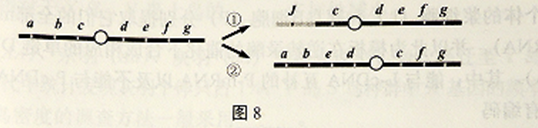 a b c d e f g
①
J d e f g
②
a b e d c f g
图 8